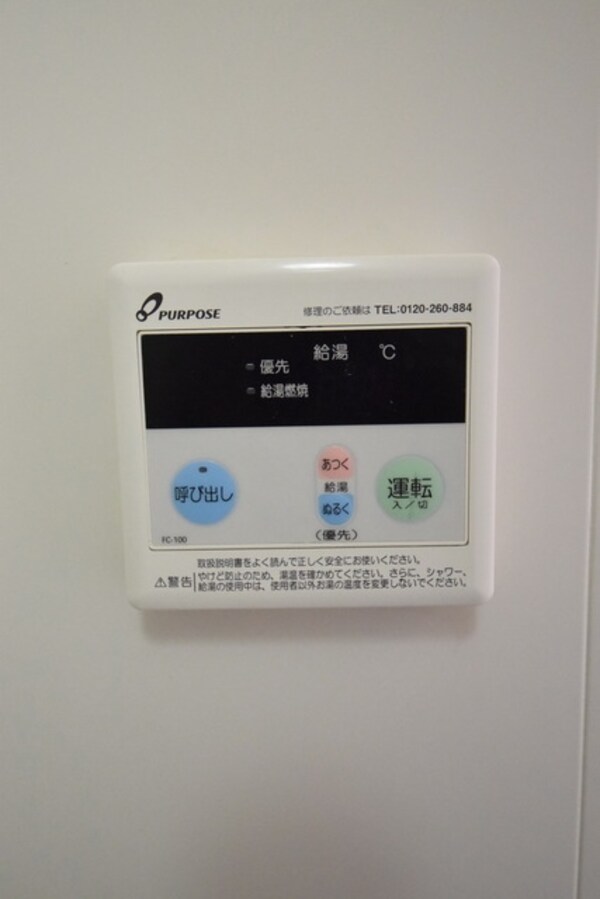 PURPOSE
修理のご依頼は TEL:0120-260-884
給湯 ℃
優先
給湯燃焼
呼び出し
あつく
給湯
ぬるく
(優先)
運転
入/切
FC-100
取扱説明書をよく読んで正しく安全にお使いください。
⚠警告
やけど防止のため、湯温を確かめてください。さらに、シャワー、
給湯の使用中は、使用者以外お湯の温度を変更しないでください。